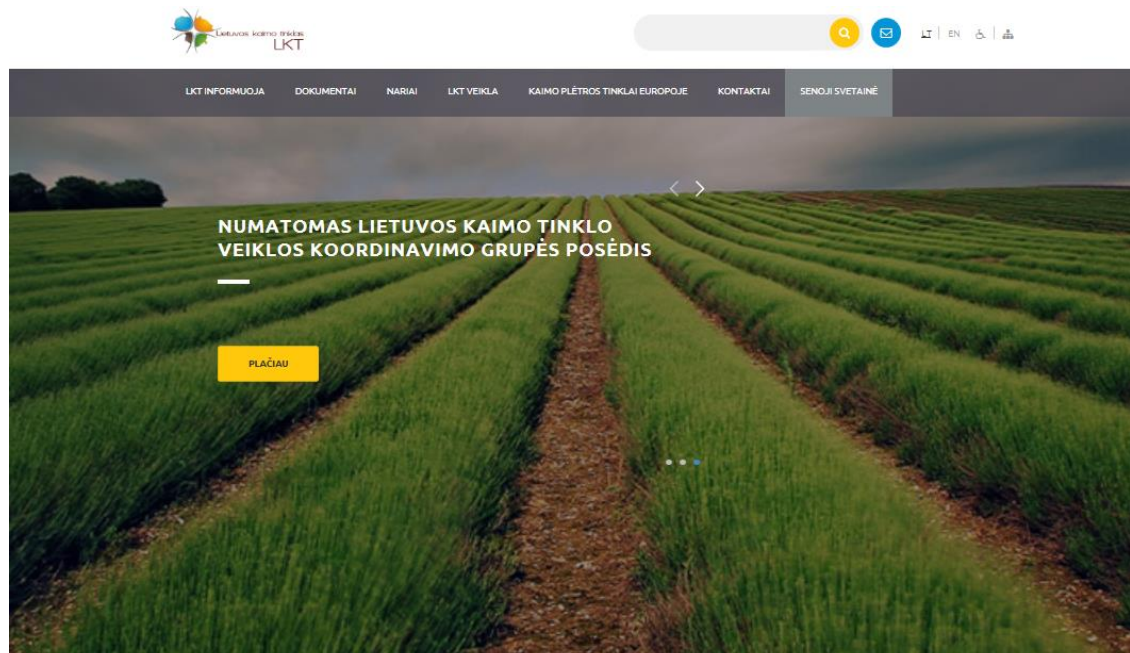 Lietuvos kaimo tinklas
LKT
LT | EN
LKT INFORMUOJA DOKUMENTAI NARIAI LKT VEIKLA KAIMO PLĖTROS TINKLAI EUROPOJE KONTAKTAI SENOJI SVETAINĖ
NUMATOMAS LIETUVOS KAIMO TINKLO
VEIKLOS KOORDINAVIMO GRUPĖS POSĖDIS
PLAČIAU